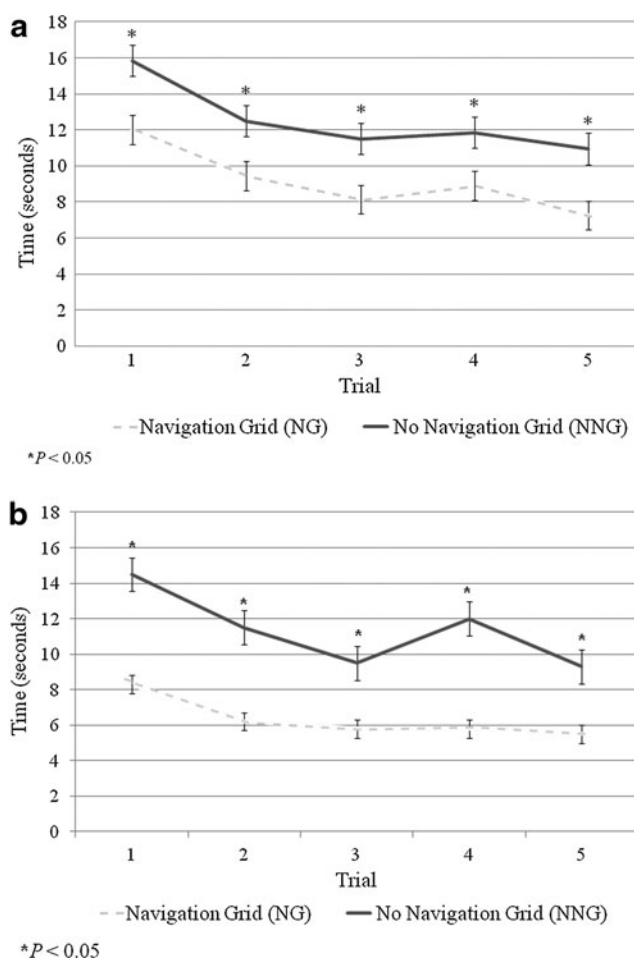 a
18
16
14
12
10
8
6
4
2
0
Time (seconds)
* * * * *
1 2 3 4 5
Trial
Navigation Grid (NG) No Navigation Grid (NNG)
*P < 0.05
b
18
16
14
12
10
8
6
4
2
0
Time (seconds)
* * * * *
1 2 3 4 5
Trial
Navigation Grid (NG) No Navigation Grid (NNG)
*P < 0.05